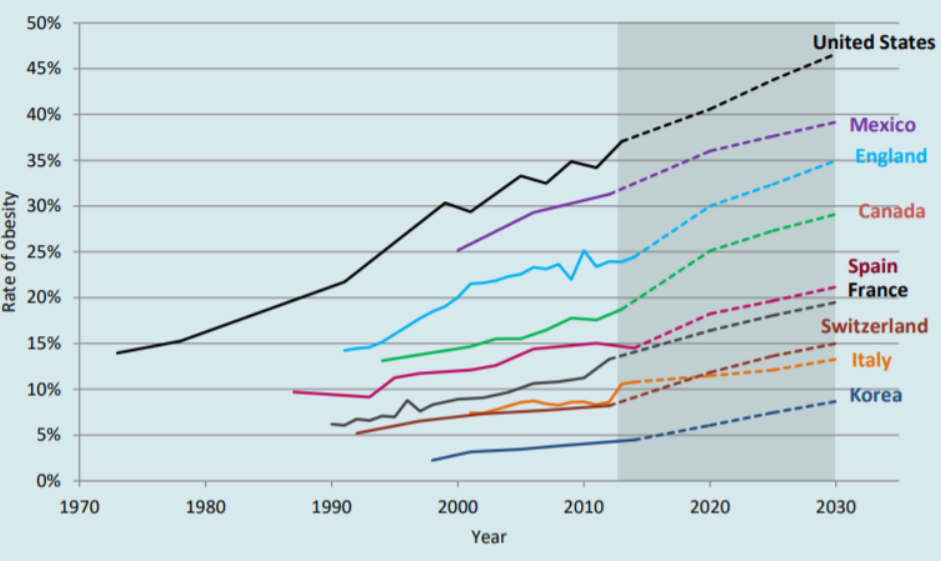 50%
45%
40%
35%
30%
25%
20%
15%
10%
5%
0%
Rate of obesity
1970 1980 1990 2000 2010 2020 2030
Year
United States
Mexico
England
Canada
Spain
France
Switzerland
Italy
Korea